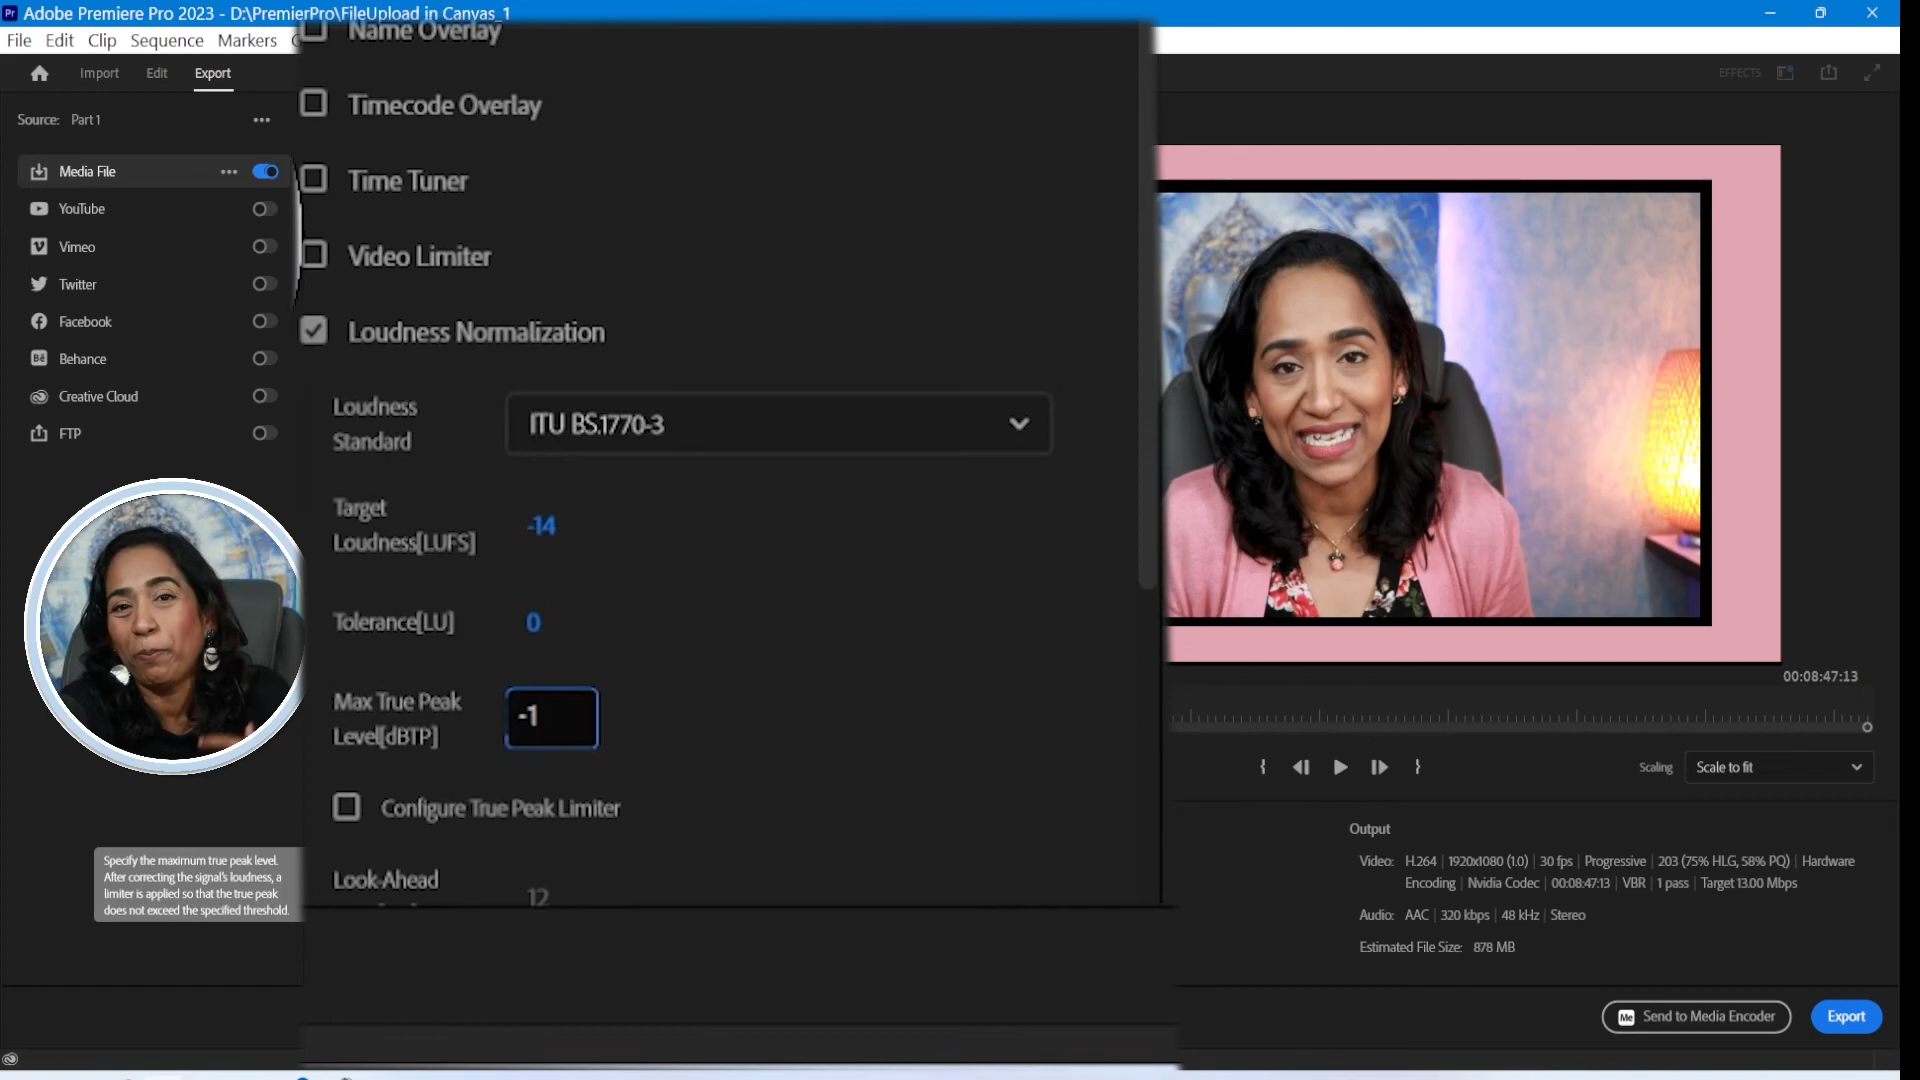 Adobe Premiere Pro 2023 - D:\PremierPro\FileUpload in Canvas_1
File Edit Clip Sequence Markers
Import Edit Export
EFFECTS
Source: Part 1
Media File
YouTube
Vimeo
Twitter
Facebook
Behance
Creative Cloud
FTP
Specify the maximum true peak level.
After correcting the signal's loudness, a
limiter is applied so that the true peak
does not exceed the specified threshold.
Name Overlay
Timecode Overlay
Time Tuner
Video Limiter
Loudness Normalization
Loudness
Standard
ITU BS.1770-3
Target
Loudness[LUFS]
-14
Tolerance[LU]
0
Max True Peak
Level[dBTP]
-1
Configure True Peak Limiter
Look-Ahead
12
00:08:47:13
Scaling
Scale to fit
Output
Video: H.264 | 1920x1080 (1.0) | 30 fps | Progressive | 203 (75% HLG, 58% PQ) | Hardware
Encoding | Nvidia Codec | 00:08:47:13 | VBR | 1 pass | Target 13.00 Mbps
Audio: AAC | 320 kbps | 48 kHz | Stereo
Estimated File Size: 878 MB
Me Send to Media Encoder
Export